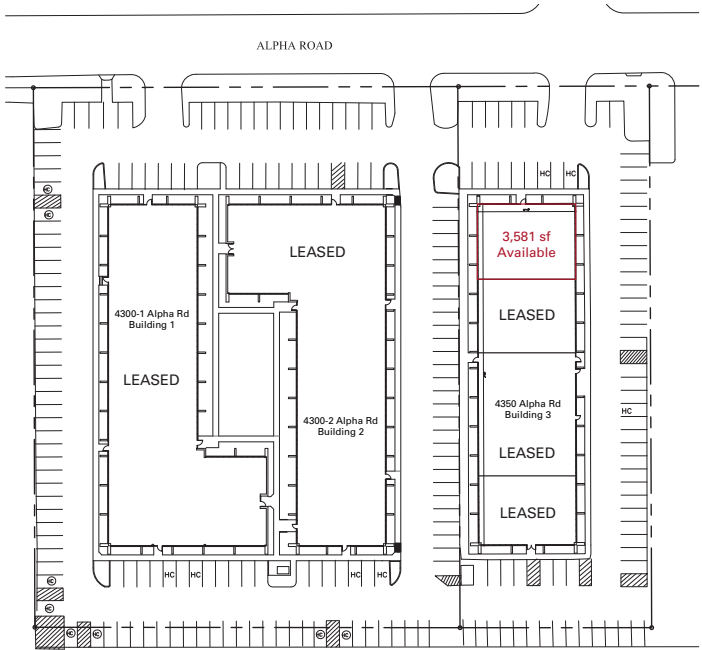 ALPHA ROAD
HC
HC
3,581 sf
Available
LEASED
4300-1 Alpha Rd
Building 1
LEASED
LEASED
4350 Alpha Rd
Building 3
HC
4300-2 Alpha Rd
Building 2
LEASED
LEASED
HC
HC
HC
HC